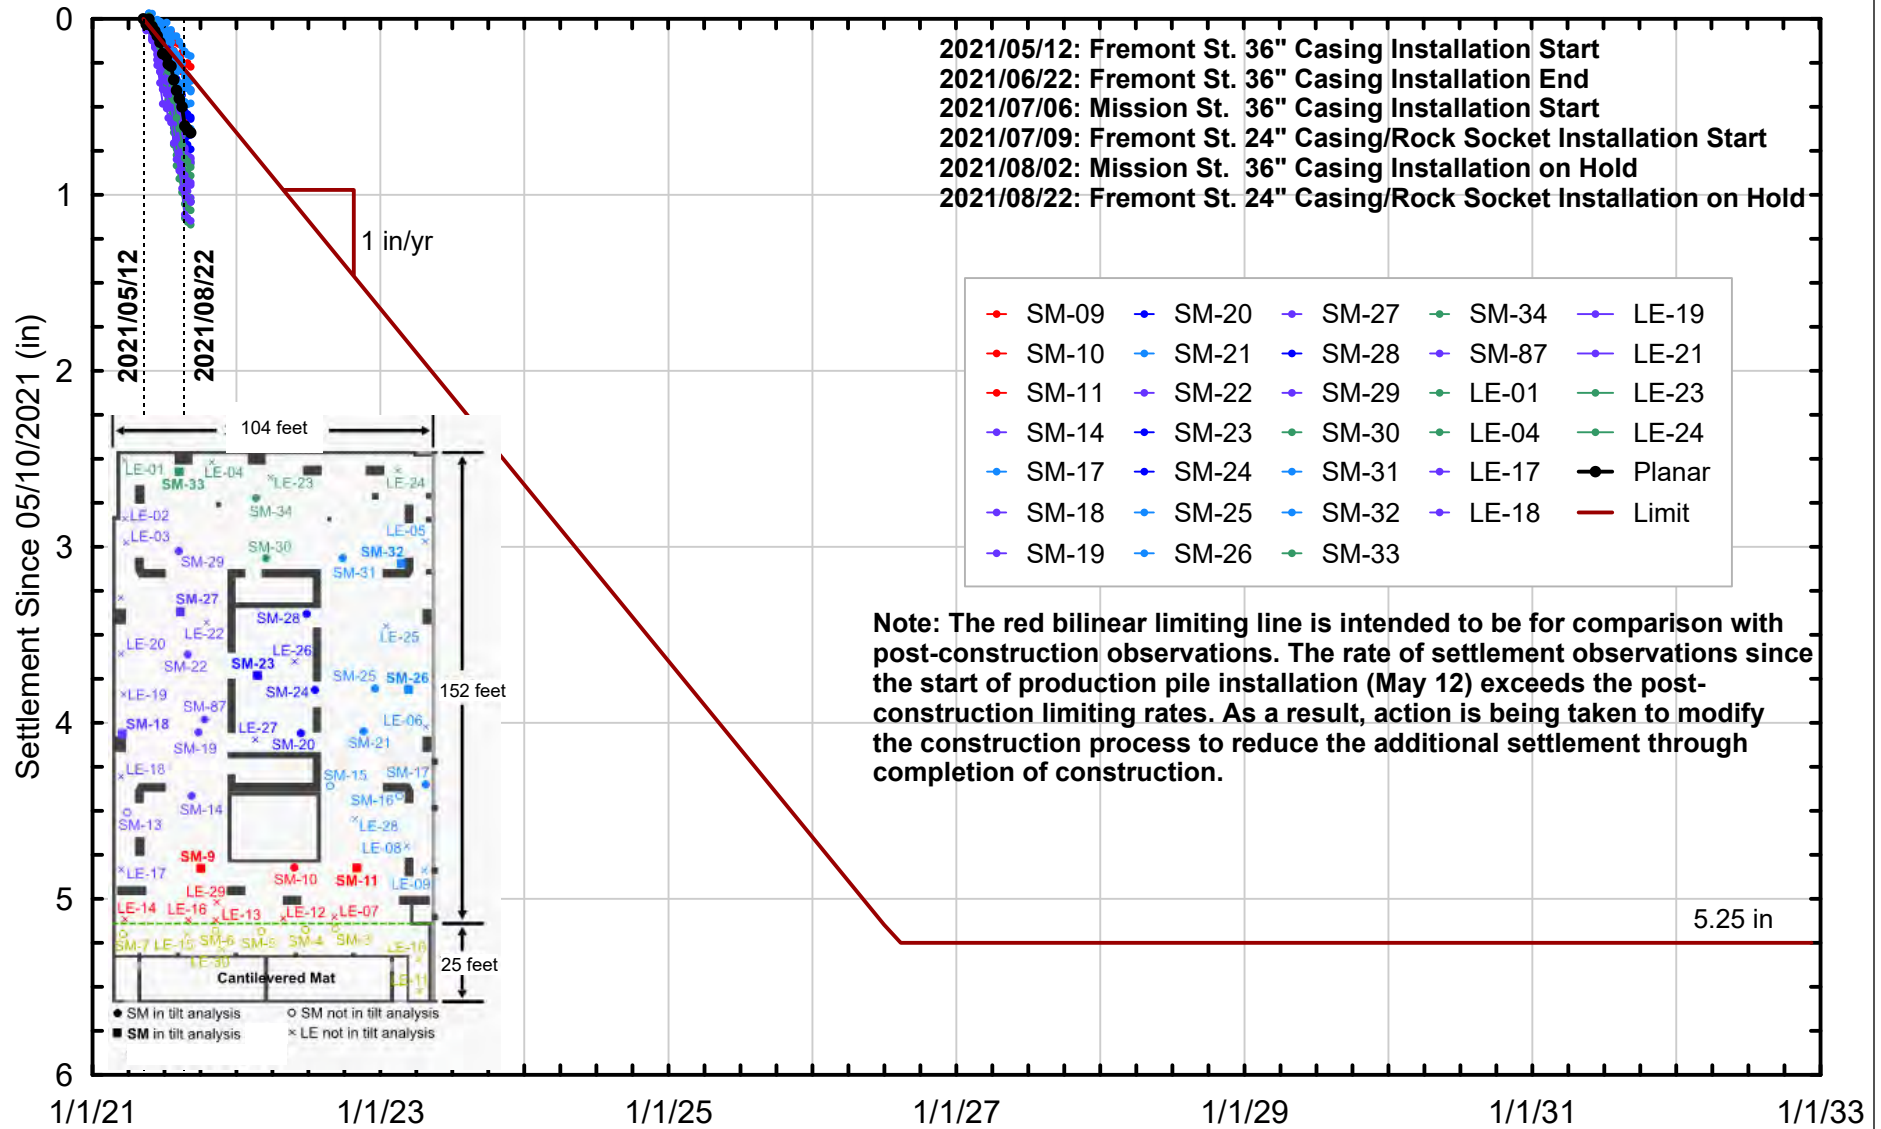 0
1
2
3
4
5
6
Settlement Since 05/10/2021 (in)
1/1/21
1/1/23
1/1/25
1/1/27
1/1/29
1/1/31
1/1/33
2021/05/12: Fremont St. 36" Casing Installation Start
2021/06/22: Fremont St. 36" Casing Installation End
2021/07/06: Mission St. 36" Casing Installation Start
2021/07/09: Fremont St. 24" Casing/Rock Socket Installation Start
2021/08/02: Mission St. 36" Casing Installation on Hold
2021/08/22: Fremont St. 24" Casing/Rock Socket Installation on Hold
2021/05/12
2021/08/22
1 in/yr
SM-09 SM-20 SM-27 SM-34 LE-19
SM-10 SM-21 SM-28 SM-87 LE-21
SM-11 SM-22 SM-29 LE-01 LE-23
SM-14 SM-23 SM-30 LE-04 LE-24
SM-17 SM-24 SM-31 LE-17 Planar
SM-18 SM-25 SM-32 LE-18 Limit
SM-19 SM-26 SM-33
Note: The red bilinear limiting line is intended to be for comparison with
post-construction observations. The rate of settlement observations since
the start of production pile installation (May 12) exceeds the post-
construction limiting rates. As a result, action is being taken to modify
the construction process to reduce the additional settlement through
completion of construction.
5.25 in
104 feet
LE-01 LE-04
SM-33 LE-23 LE-24
SM-34
LE-02
LE-03 LE-05
SM-30 SM-32
SM-29 SM-31
SM-27
SM-28
LE-22 LE-25
LE-20 LE-26
SM-22 SM-23
SM-25 SM-26
LE-19 SM-24
152 feet
SM-87
SM-18 LE-27 LE-06
SM-19 SM-20 SM-21
LE-18 SM-15 SM-17
SM-14 SM-16
SM-13 LE-28
LE-08
SM-9
LE-17 SM-10 SM-11 LE-09
LE-29
LE-14 LE-16 LE-13 LE-12 LE-07
SM-7 LE-15 SM-6 SM-5 SM-4 SM-3 LE-10
LE-30
25 feet
Cantilevered Mat LE-11
SM in tilt analysis SM not in tilt analysis
SM in tilt analysis LE not in tilt analysis